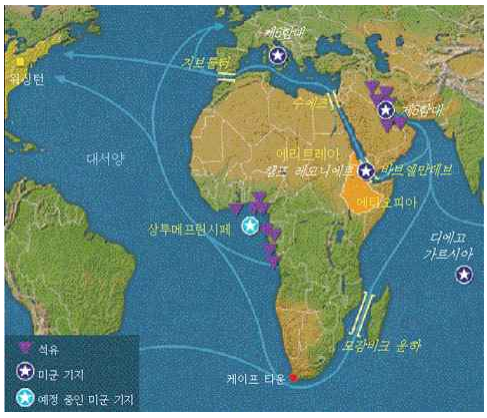 제6함대
지브롤터
워싱턴
수에즈
제5함대
대서양
에리트레아
캠프 레모니에르
바브엘만데브
에티오피아
상투메프린시페
디에고
가르시아
모잠비크 운하
석유
미군 기지
예정 중인 미군 기지
케이프 타운